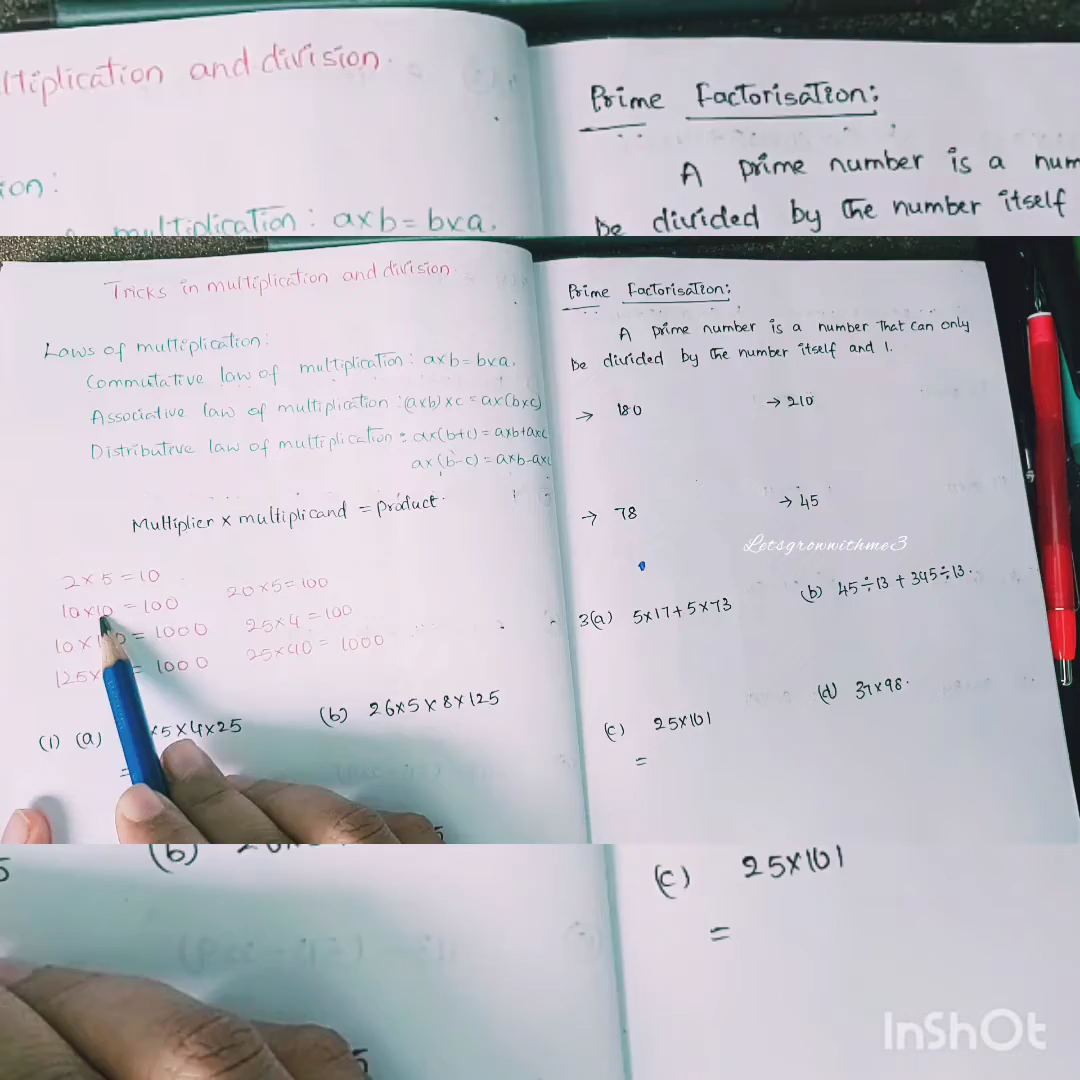 ltiplication and division
ion:
multiplication: a×b = b×a.
Prime Factorisation:
A prime number is a num
be divided by the number itself
Tricks in multiplication and division
Laws of multiplication:
Commutative law of multiplication: a×b = b×a.
Associative law of multiplication: (a×b)×c = a×(b×c)
Distributive law of multiplication = a×(b+c) = a×b+a×c
a×(b-c) = a×b-a×c
Multiplier × multiplicand = product.
2×5 = 10
10×10 = 100
= 1000
125× = 1000
20×5 = 100
25×4 = 100
25×40 = 1000
(1) (a) ×5×4×25
=
(b) 26×5×8×125
5
Prime Factorisation:
A prime number is a number that can only
be divided by the number itself and 1.
→ 180
→ 210
→ 78
→ 45
Letsgrowwithme3
3(a) 5×17+5×73
(b) 45÷13 + 345÷13.
(c) 25×101
=
(d) 37×98.
5
(b)
(c) 25×101
=
InShOt